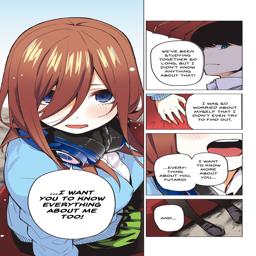 WE'VE BEEN
STUDYING
TOGETHER
SO LONG,
BUT I
DIDN'T KNOW
ANYTHING
ABOUT THAT!
I WAS SO
WORRIED ABOUT
MYSELF THAT I
DIDN'T EVEN TRY
TO FIND OUT.
I WANT
TO KNOW
MORE
ABOUT
YOU...
...EVERY-
THING
ABOUT YOU,
FUTARO!
AND...
...I WANT
YOU TO KNOW
EVERYTHING
ABOUT ME
TOO!